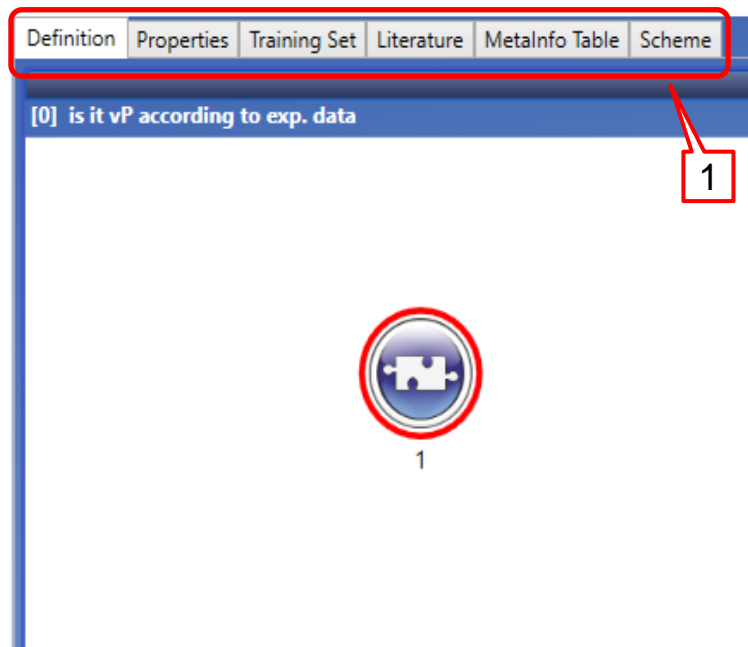 Definition Properties Training Set Literature MetaInfo Table Scheme
[0] is it vP according to exp. data
1
1